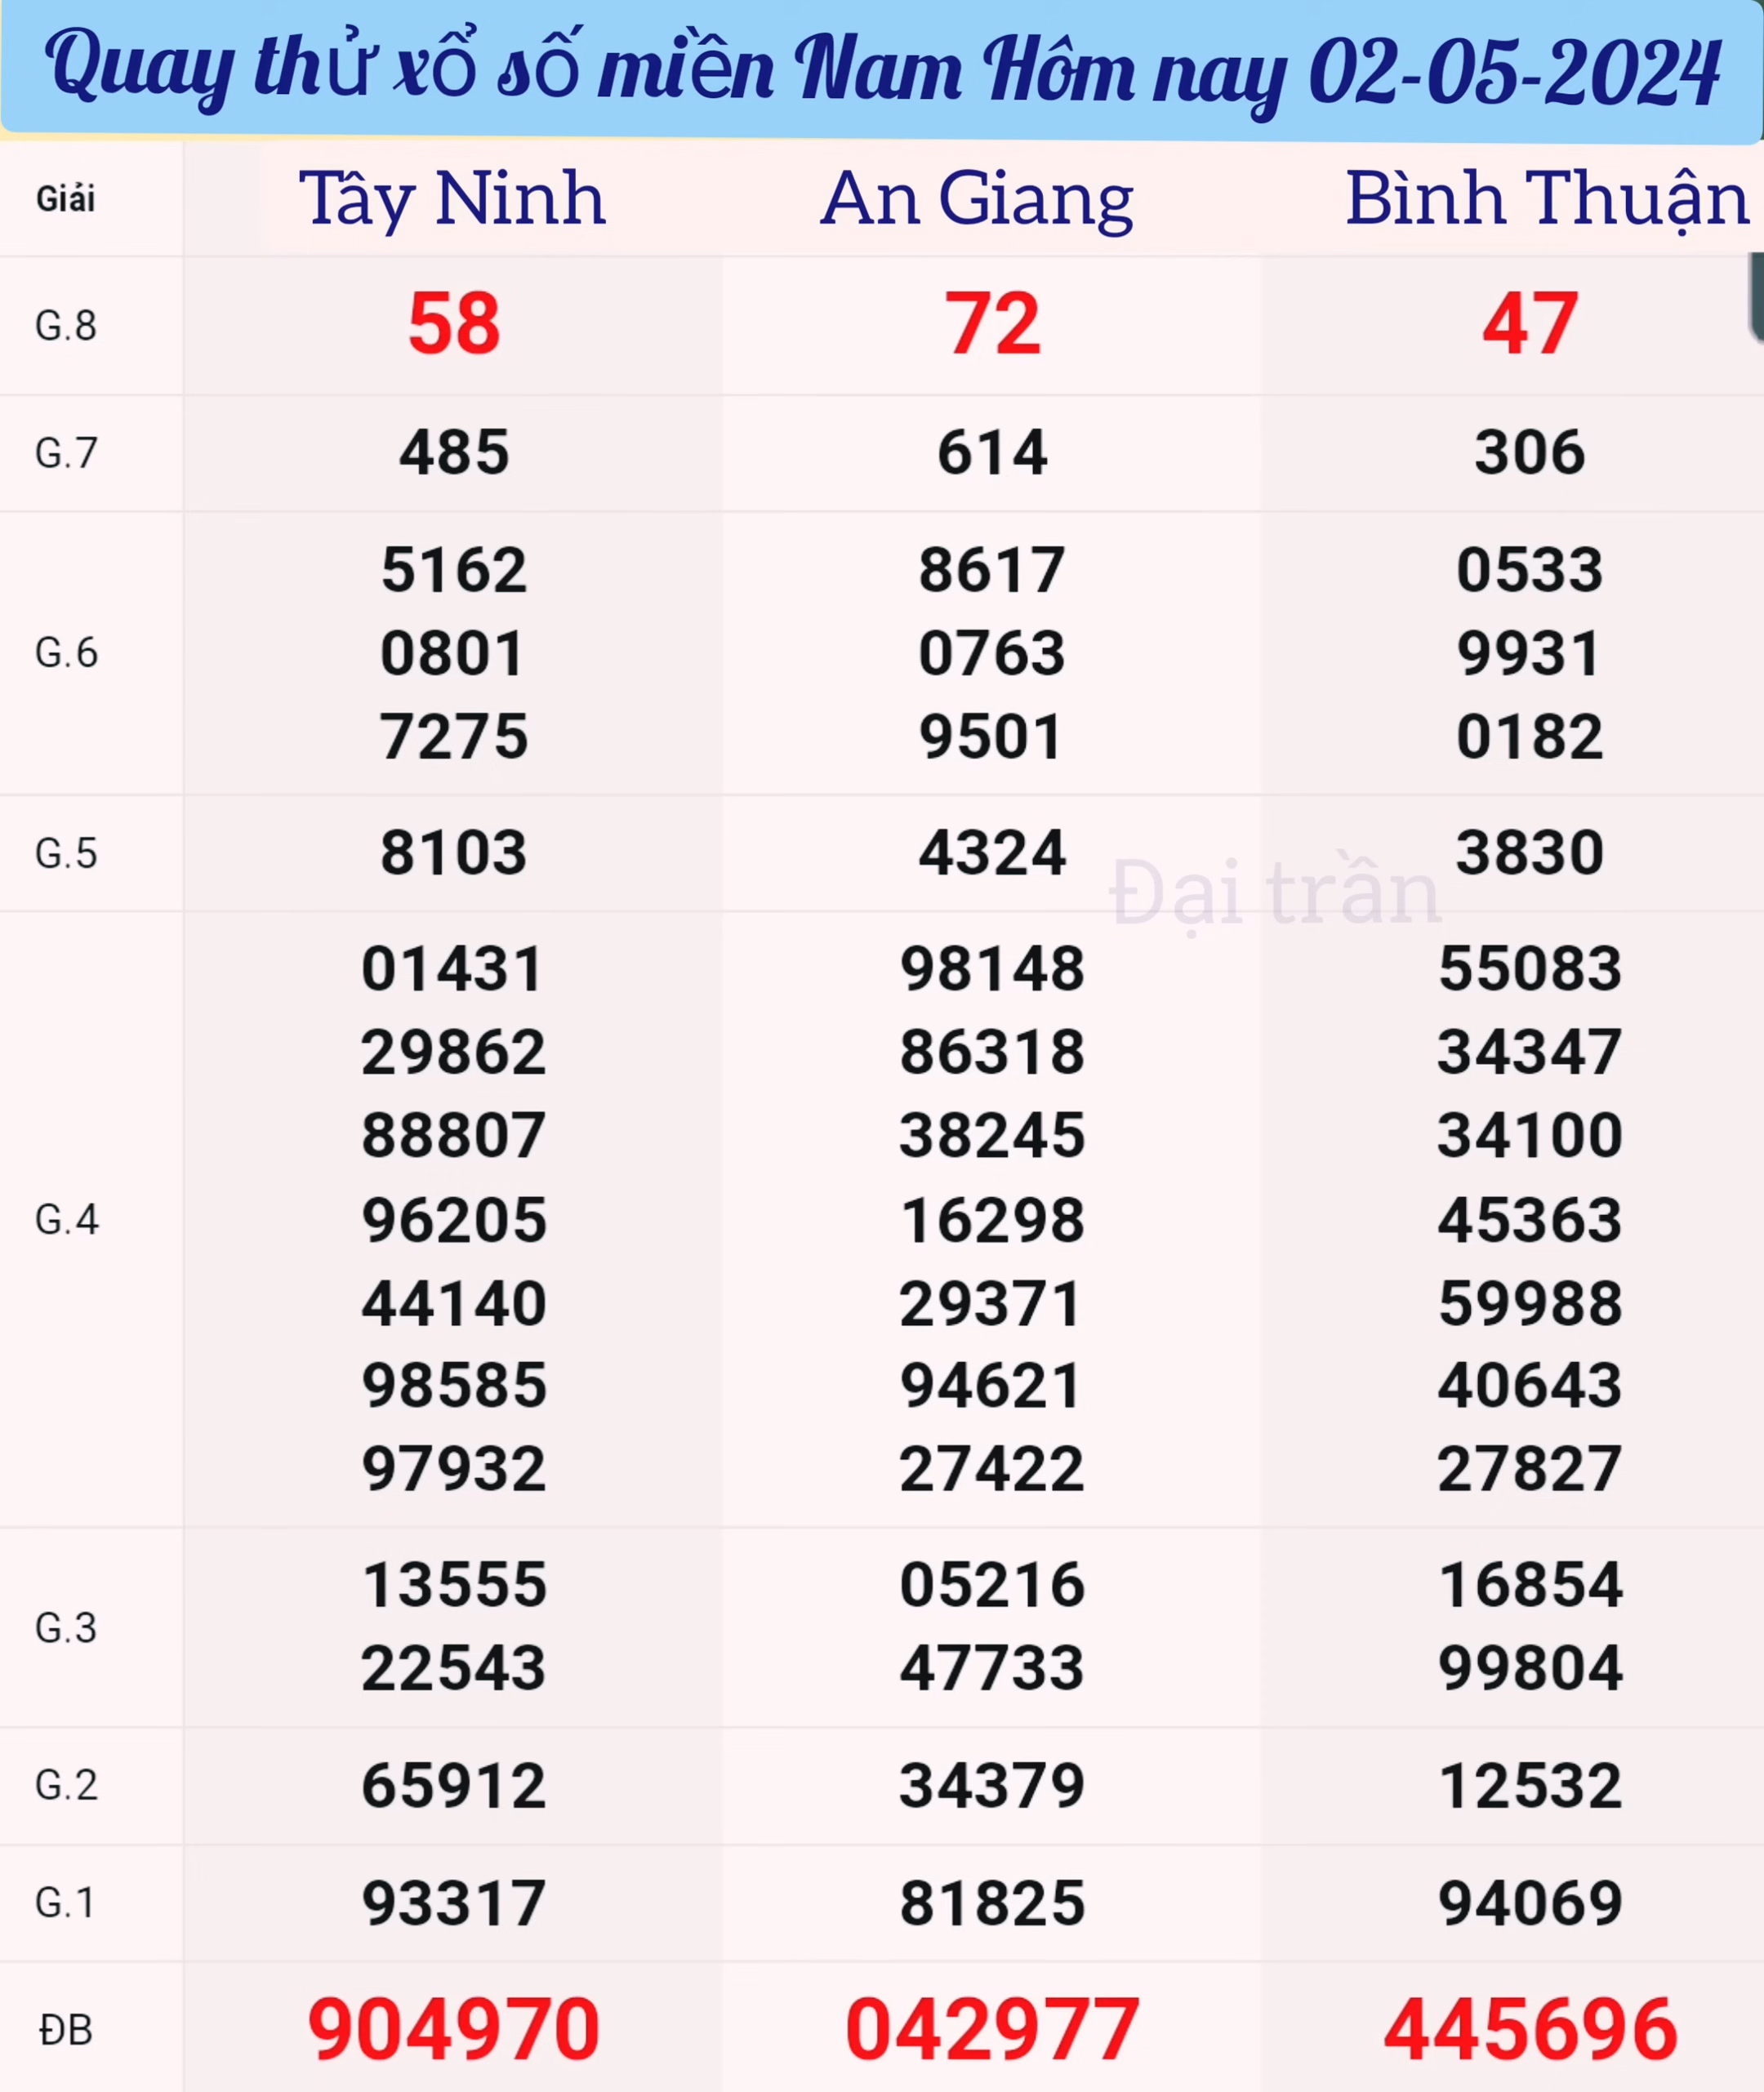 Quay thử xổ số miền Nam Hôm nay 02-05-2024
Giải Tây Ninh An Giang Bình Thuận
G.8 58 72 47
G.7 485 614 306
5162 8617 0533
G.6 0801 0763 9931
7275 9501 0182
G.5 8103 4324 3830
Đại trần
01431 98148 55083
29862 86318 34347
88807 38245 34100
G.4 96205 16298 45363
44140 29371 59988
98585 94621 40643
97932 27422 27827
13555 05216 16854
G.3
22543 47733 99804
G.2 65912 34379 12532
G.1 93317 81825 94069
ĐB 904970 042977 445696